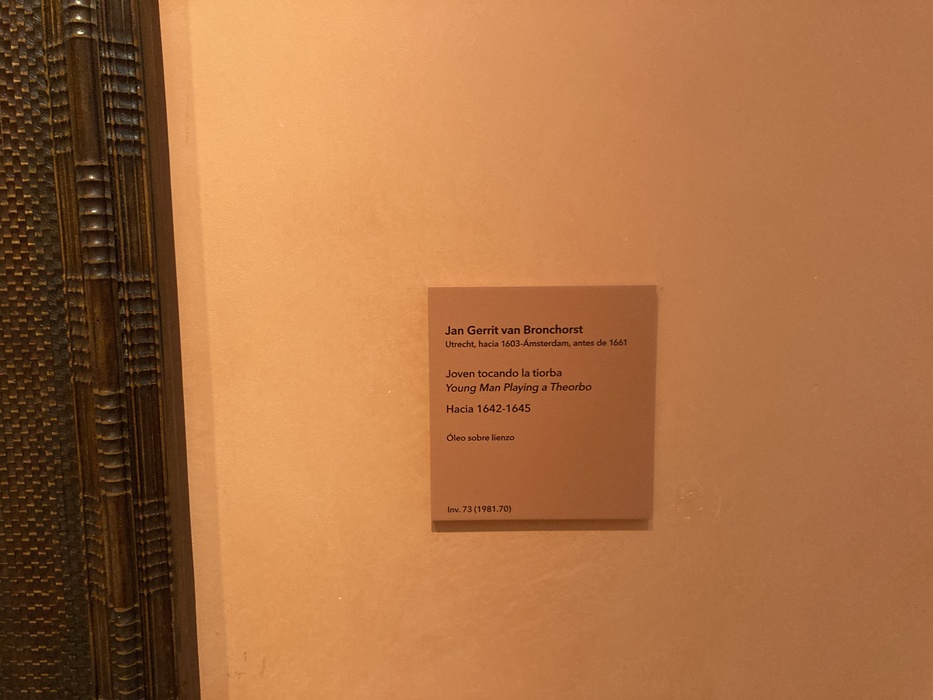 Jan Gerrit van Bronchorst
Utrecht, hacia 1603-Ámsterdam, antes de 1661
Joven tocando la tiorba
Young Man Playing a Theorbo
Hacia 1642-1645
Óleo sobre lienzo
Inv. 73 (1981.70)